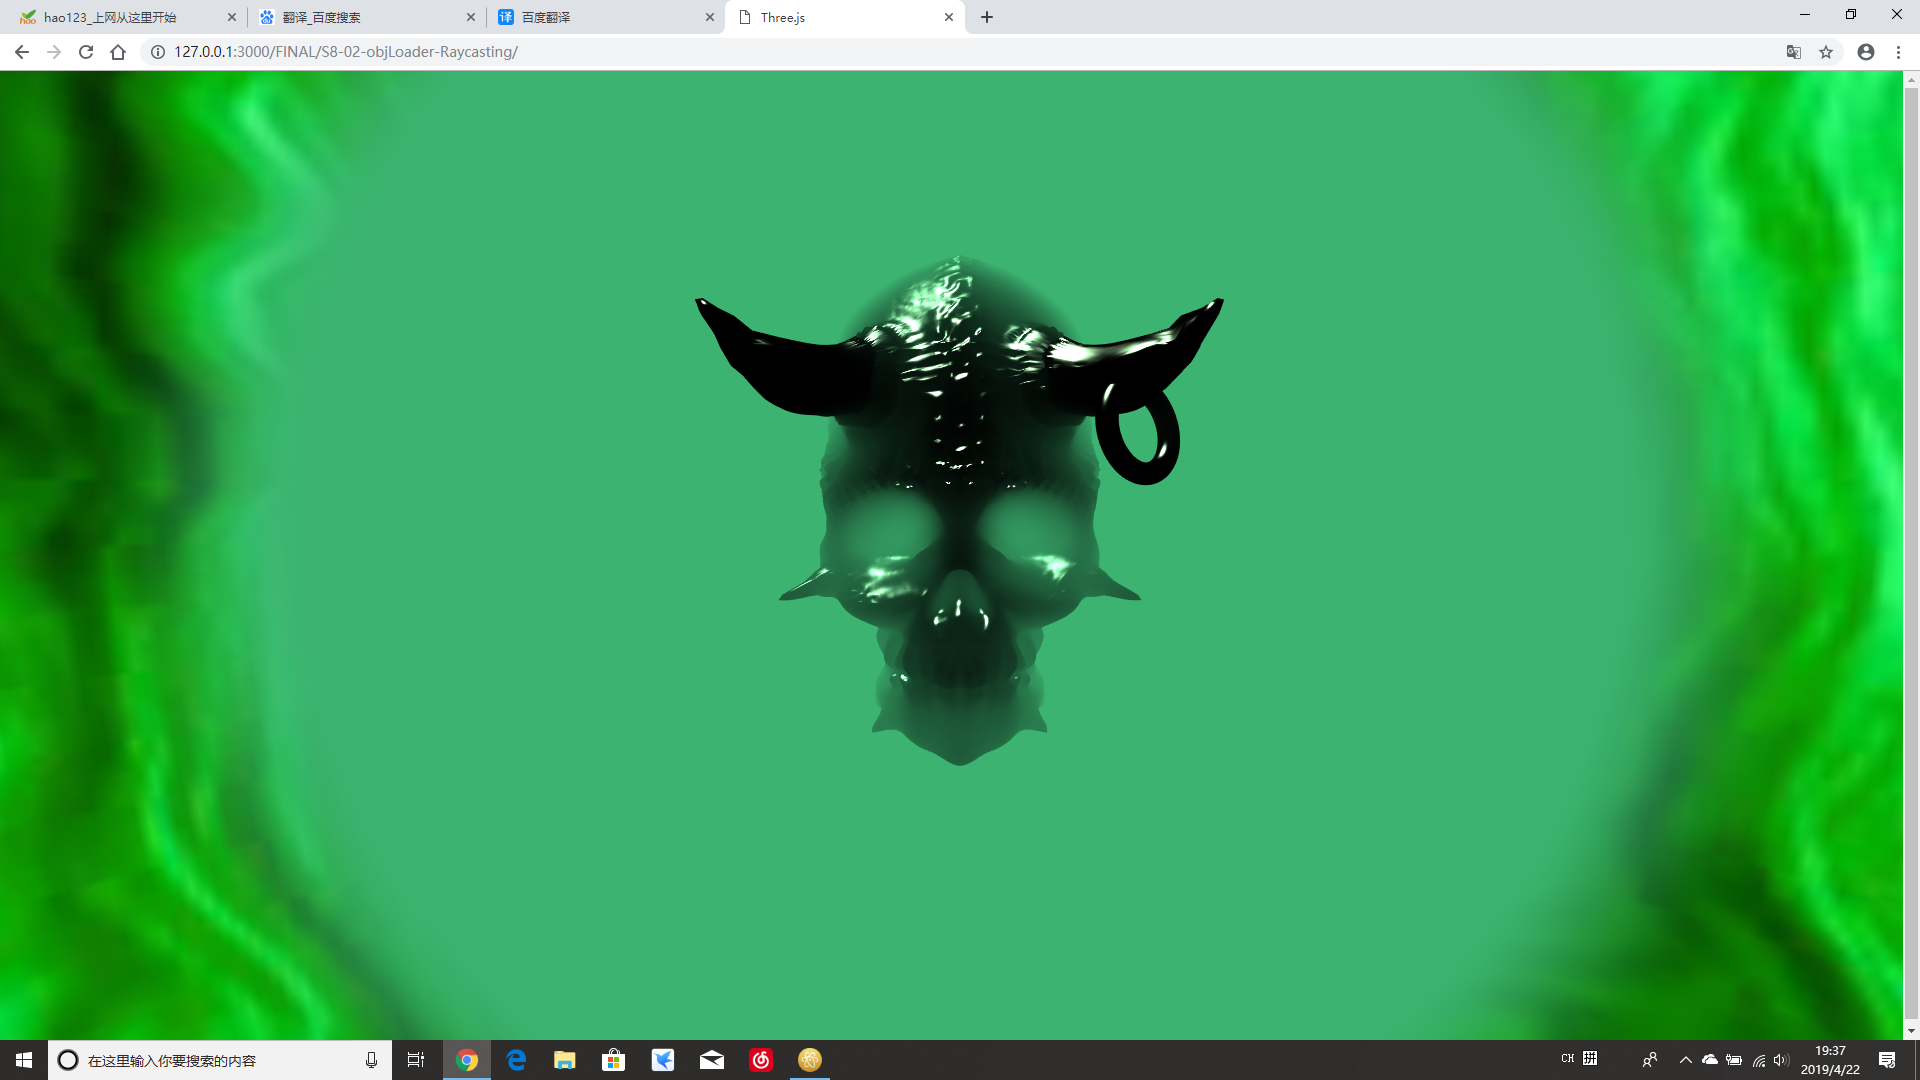 hao123_上网从这里开始
翻译_百度搜索
译 百度翻译
Three.js
127.0.0.1:3000/FINAL/S8-02-objLoader-Raycasting/
在这里输入你要搜索的内容
CH 拼
19:37
2019/4/22